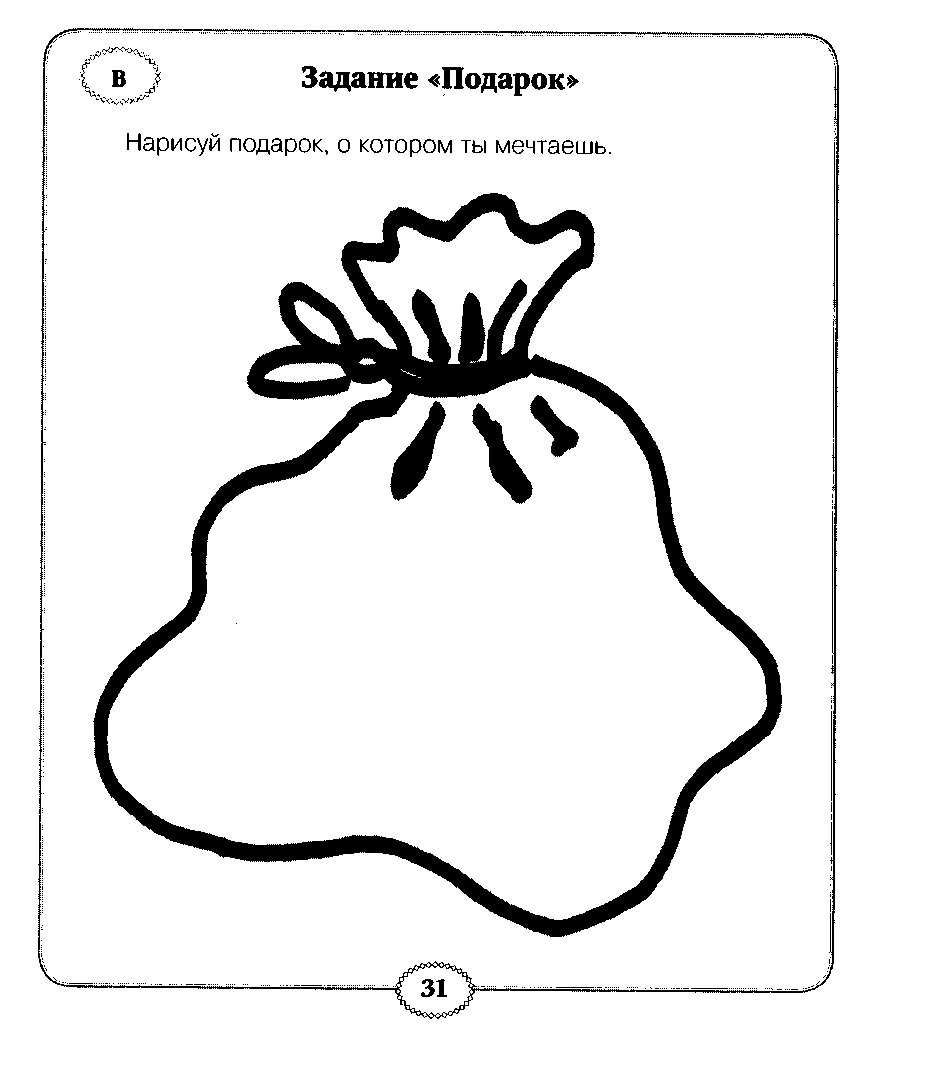 В
Задание «Подарок»
Нарисуй подарок, о котором ты мечтаешь.
31